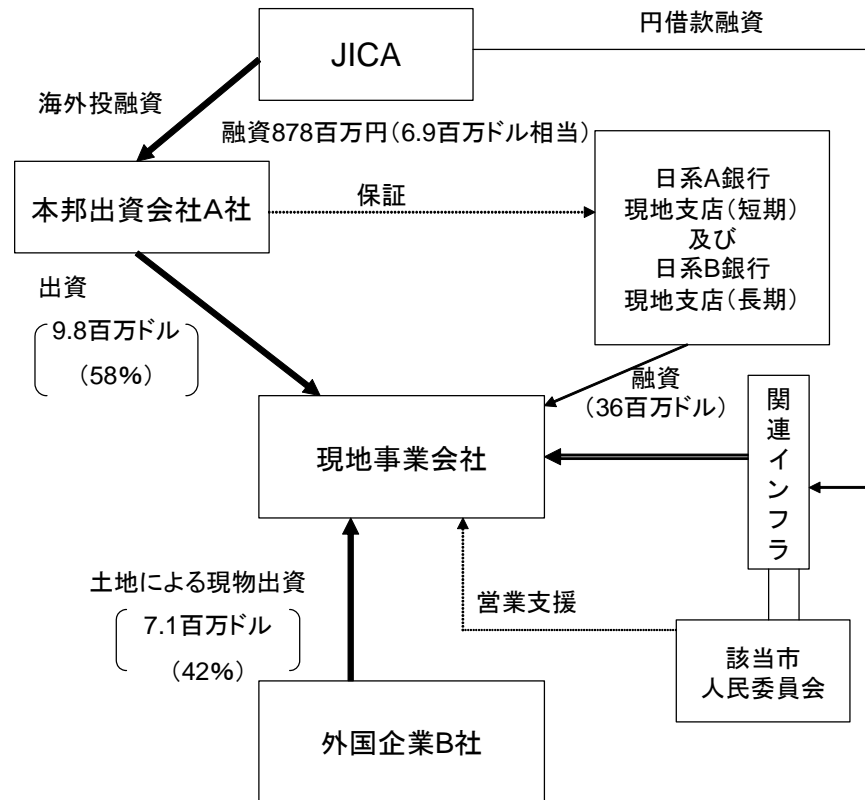 円借款融資
JICA
海外投融資
融資878百万円(6.9百万ドル相当)
本邦出資会社A社
保証
日系A銀行
現地支店(短期)
及び
日系B銀行
現地支店(長期)
出資
9.8百万ドル
(58%)
融資
(36百万ドル)
現地事業会社
関連インフラ
土地による現物出資
7.1百万ドル
(42%)
営業支援
該当市
人民委員会
外国企業B社